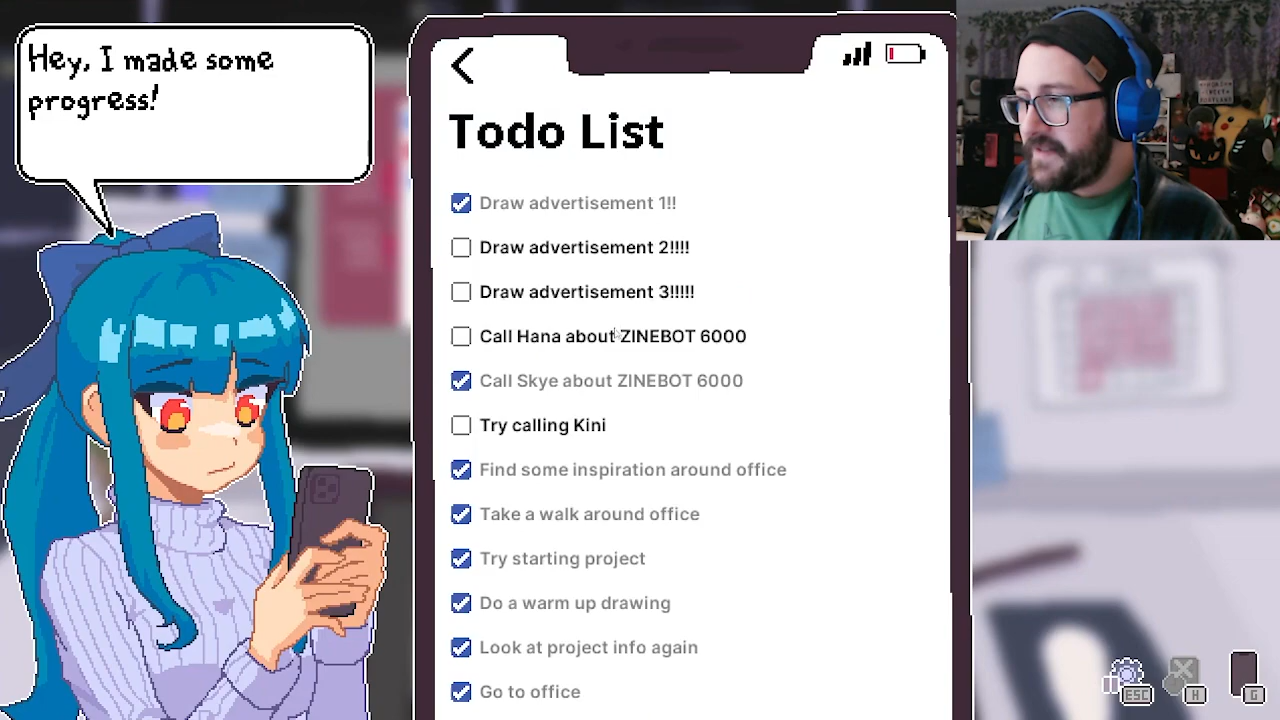 Hey, I made some
progress!
Todo List
Draw advertisement 1!!
Draw advertisement 2!!!!
Draw advertisement 3!!!!!
Call Hana about ZINEBOT 6000
Call Skye about ZINEBOT 6000
Try calling Kini
Find some inspiration around office
Take a walk around office
Try starting project
Do a warm up drawing
Look at project info again
Go to office
ESC
H
G